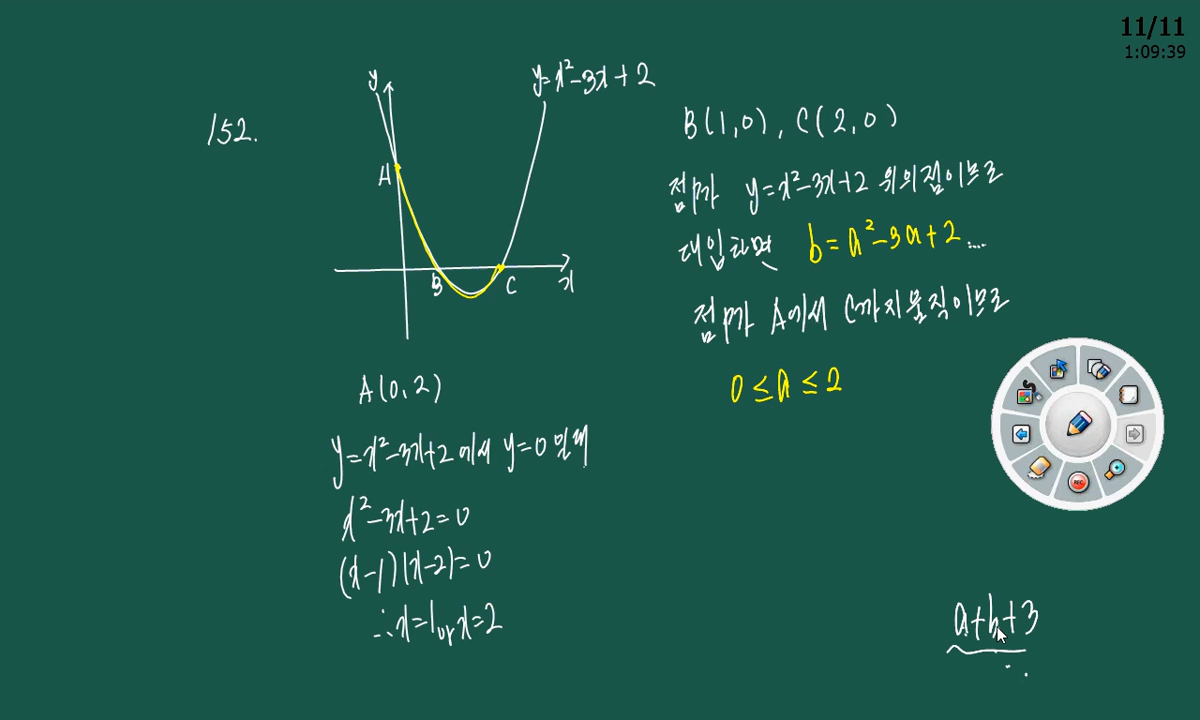 11/11
1:09:39
152.
y
y=x²-3x+2
A
B
C
x
A(0,2)
y=x²-3x+2에서 y=0일때
x²-3x+2=0
(x-1)(x-2)=0
∴x=1 or x=2
B(1,0), C(2,0)
점P가 y=x²-3x+2 위의점이므로
대입하면 b=a²-3a+2 ....
점P가 A에서 C까지움직이므로
0≤a≤2
REC
a+b+3